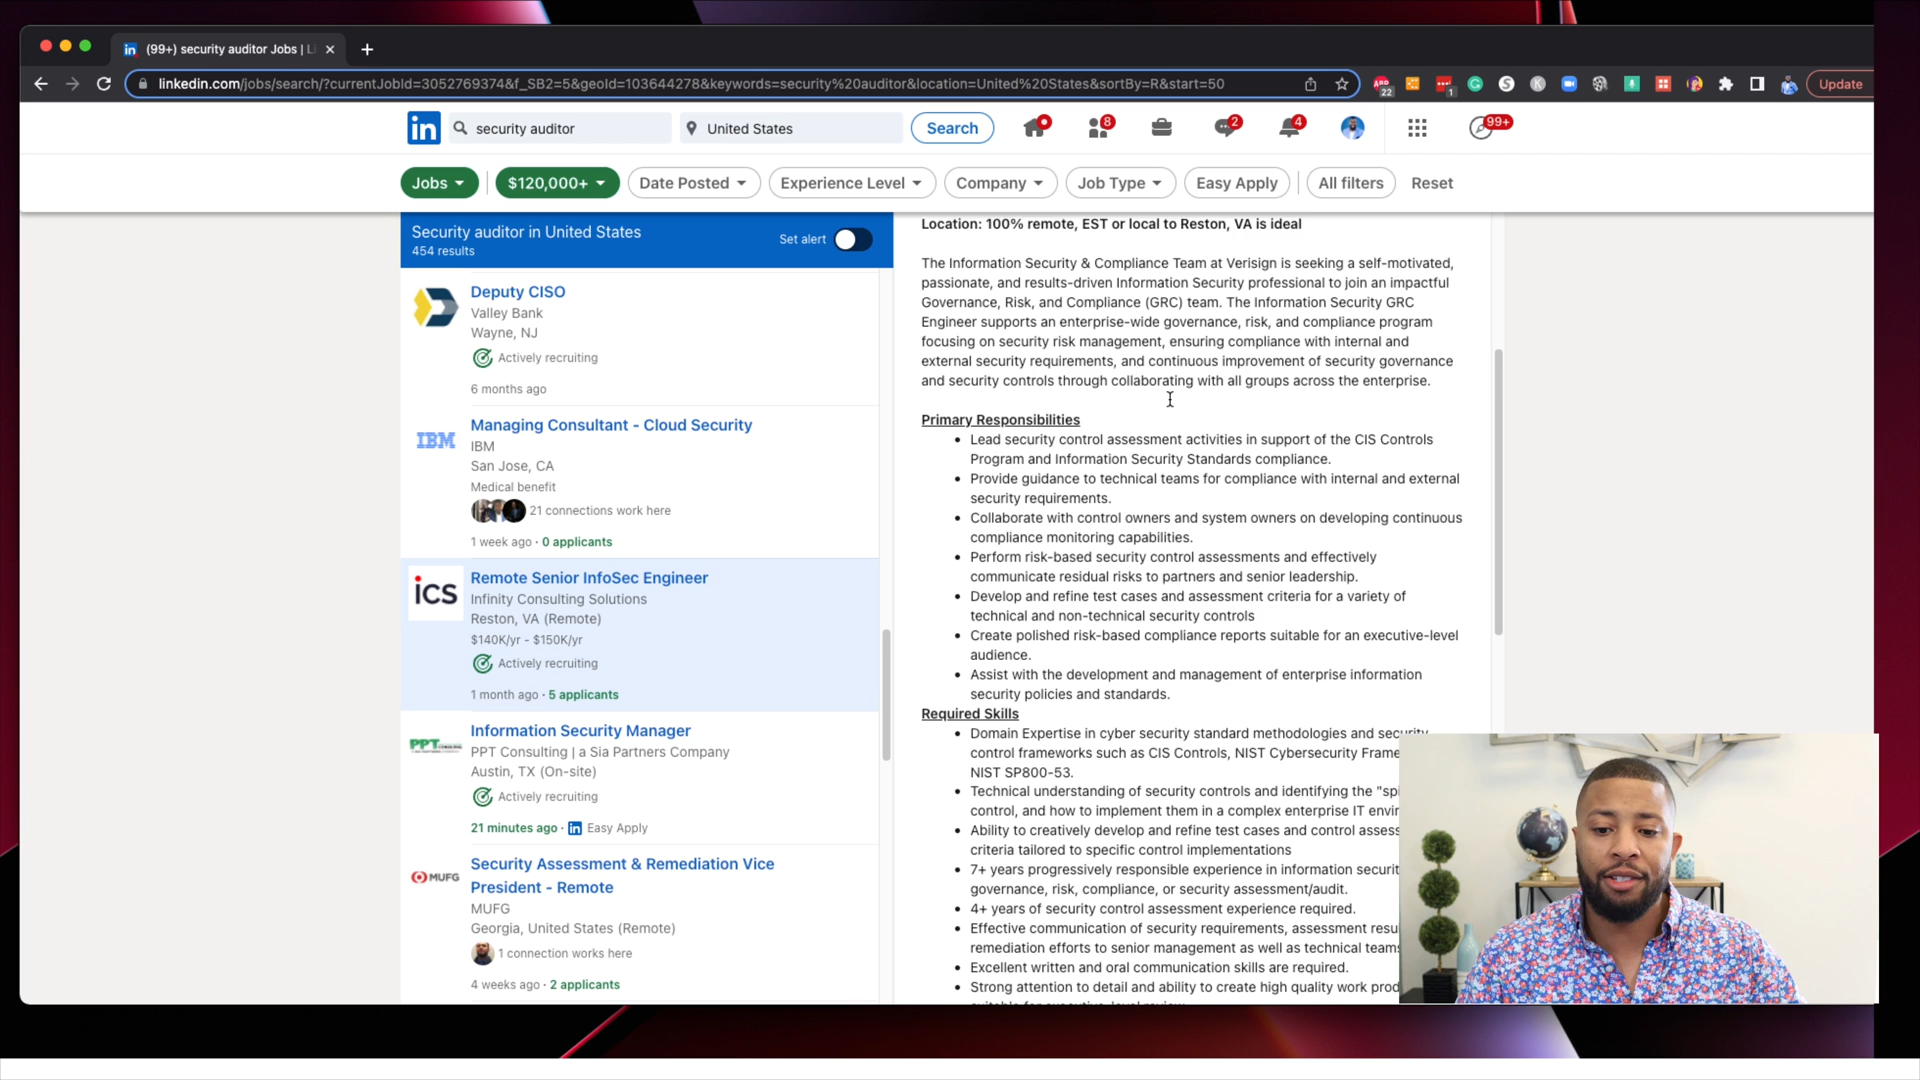 (99+) security auditor Jobs | Li
linkedin.com/jobs/search/?currentJobId=3052769374&f_SB2=5&geoId=103644278&keywords=security%20auditor&location=United%20States&sortBy=R&start=50
22
1
Update
in
security auditor
United States
Search
8
2
4
99+
Jobs
$120,000+
Date Posted
Experience Level
Company
Job Type
Easy Apply
All filters
Reset
Security auditor in United States
454 results
Set alert
Deputy CISO
Valley Bank
Wayne, NJ
Actively recruiting
6 months ago
IBM
Managing Consultant - Cloud Security
IBM
San Jose, CA
Medical benefit
21 connections work here
1 week ago · 0 applicants
ics
Remote Senior InfoSec Engineer
Infinity Consulting Solutions
Reston, VA (Remote)
$140K/yr - $150K/yr
Actively recruiting
1 month ago · 5 applicants
PPT
Information Security Manager
PPT Consulting | a Sia Partners Company
Austin, TX (On-site)
Actively recruiting
21 minutes ago · in Easy Apply
MUFG
Security Assessment & Remediation Vice
President - Remote
MUFG
Georgia, United States (Remote)
1 connection works here
4 weeks ago · 2 applicants
Location: 100% remote, EST or local to Reston, VA is ideal
The Information Security & Compliance Team at Verisign is seeking a self-motivated,
passionate, and results-driven Information Security professional to join an impactful
Governance, Risk, and Compliance (GRC) team. The Information Security GRC
Engineer supports an enterprise-wide governance, risk, and compliance program
focusing on security risk management, ensuring compliance with internal and
external security requirements, and continuous improvement of security governance
and security controls through collaborating with all groups across the enterprise.
Primary Responsibilities
• Lead security control assessment activities in support of the CIS Controls
Program and Information Security Standards compliance.
• Provide guidance to technical teams for compliance with internal and external
security requirements.
• Collaborate with control owners and system owners on developing continuous
compliance monitoring capabilities.
• Perform risk-based security control assessments and effectively
communicate residual risks to partners and senior leadership.
• Develop and refine test cases and assessment criteria for a variety of
technical and non-technical security controls
• Create polished risk-based compliance reports suitable for an executive-level
audience.
• Assist with the development and management of enterprise information
security policies and standards.
Required Skills
• Domain Expertise in cyber security standard methodologies and security
control frameworks such as CIS Controls, NIST Cybersecurity Frame
NIST SP800-53.
• Technical understanding of security controls and identifying the "spi
control, and how to implement them in a complex enterprise IT envir
• Ability to creatively develop and refine test cases and control assess
criteria tailored to specific control implementations
• 7+ years progressively responsible experience in information securit
governance, risk, compliance, or security assessment/audit.
• 4+ years of security control assessment experience required.
• Effective communication of security requirements, assessment resu
remediation efforts to senior management as well as technical teams
• Excellent written and oral communication skills are required.
• Strong attention to detail and ability to create high quality work prod